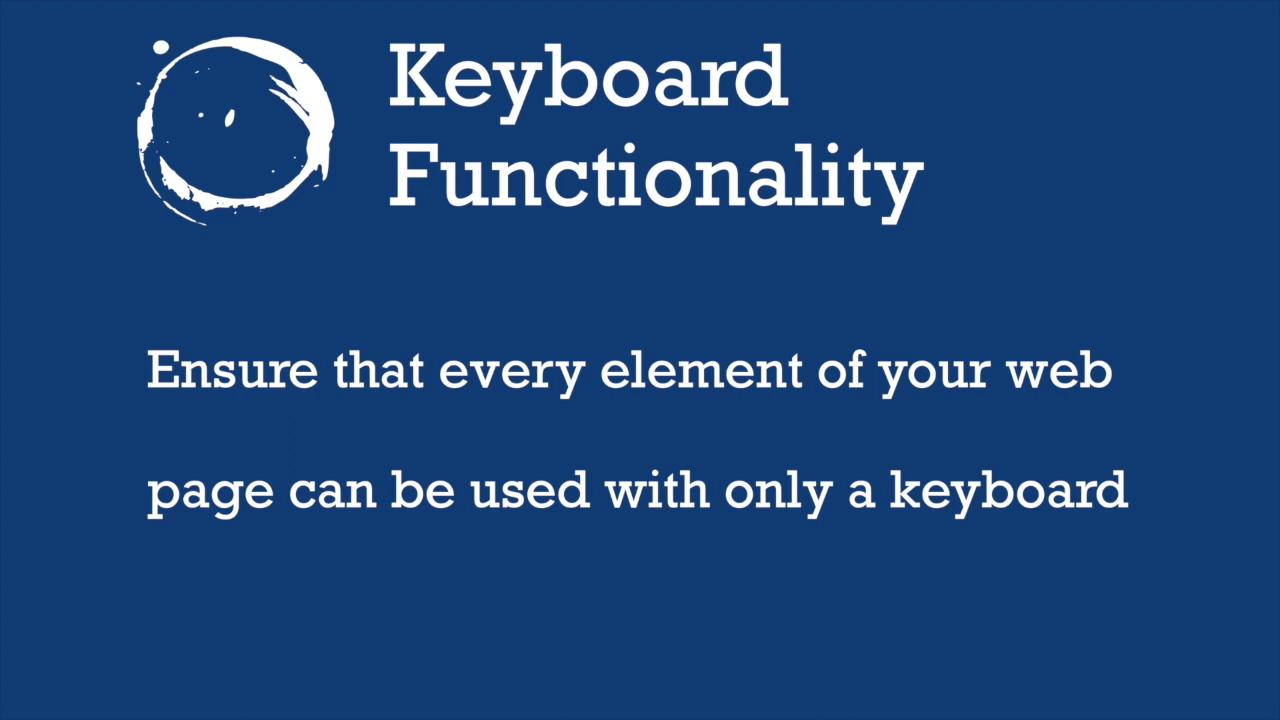 Keyboard
Functionality
Ensure that every element of your web
page can be used with only a keyboard